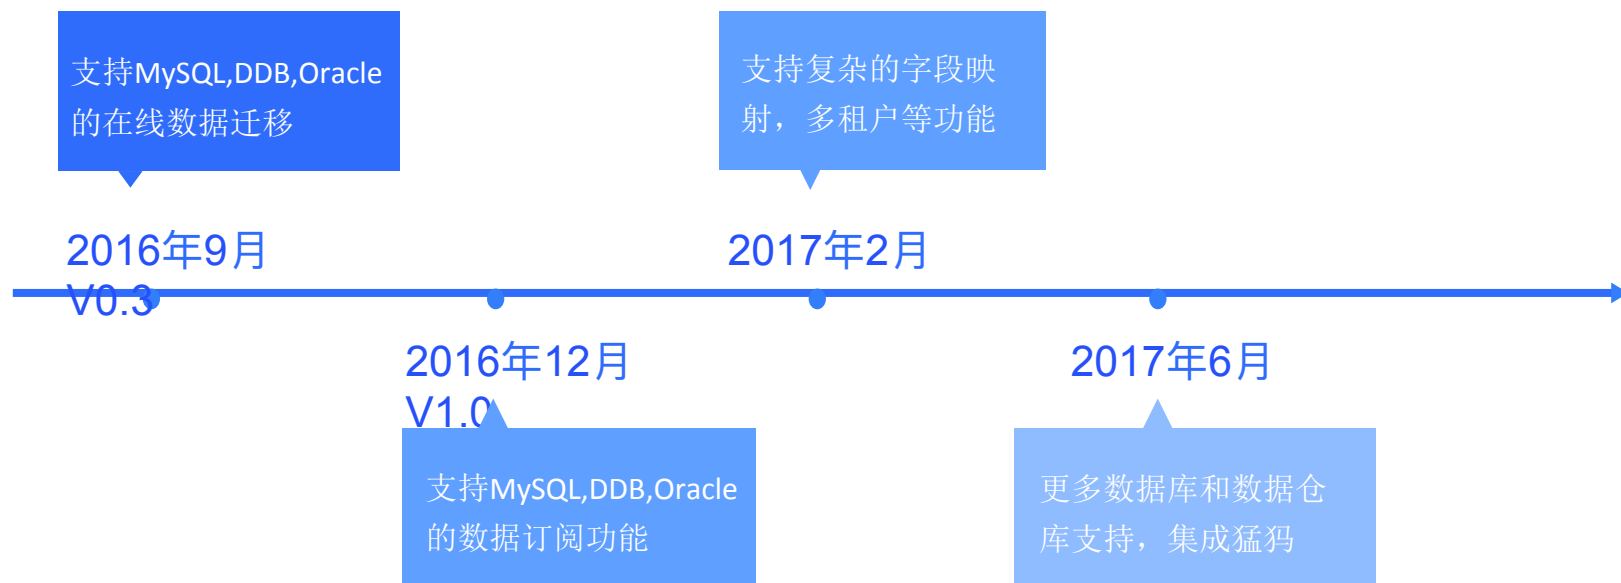 支持MySQL,DDB,Oracle
的在线数据迁移
2016年9月
V0.3
2016年12月
V1.0
支持MySQL,DDB,Oracle
的数据订阅功能
支持复杂的字段映
射，多租户等功能
2017年2月
2017年6月
更多数据库和数据仓
库支持，集成猛犸